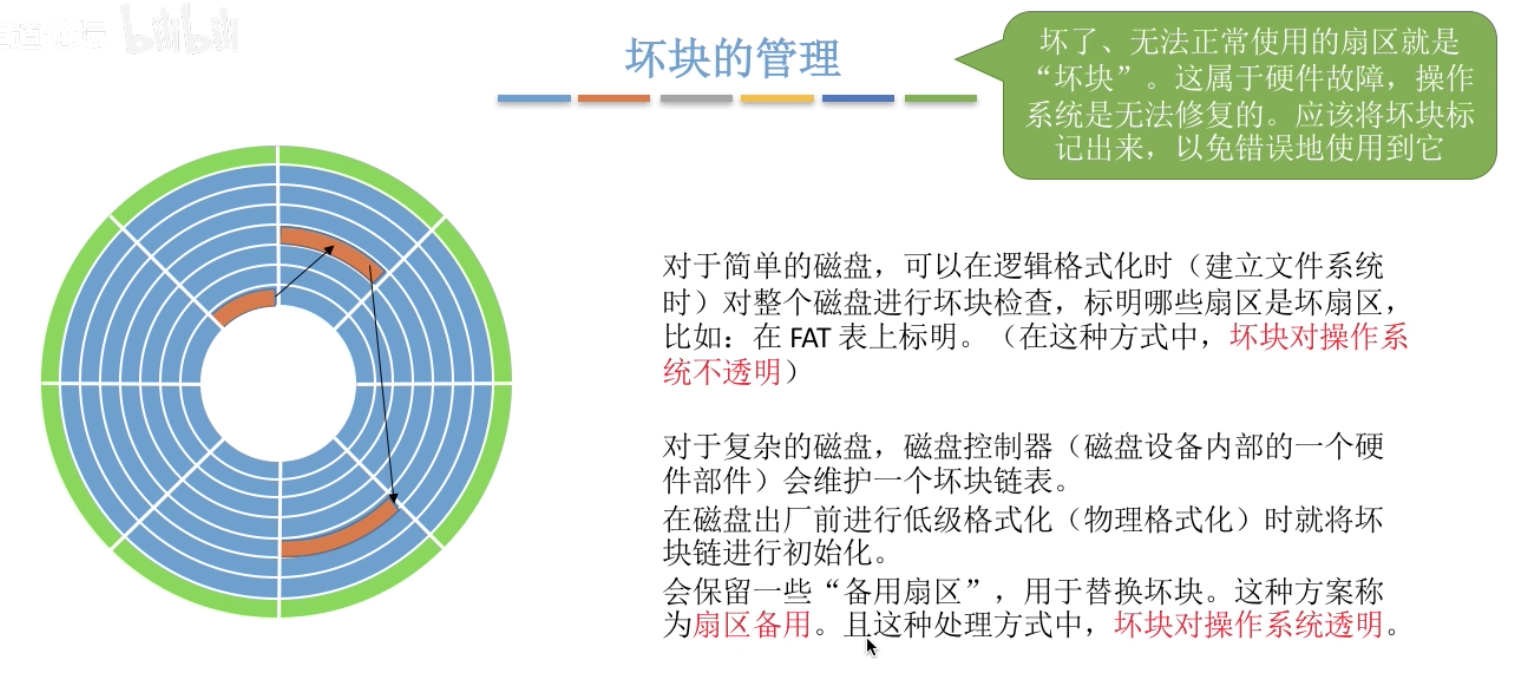 道论坛 bilibili
坏块的管理
坏了、无法正常使用的扇区就是
“坏块”。这属于硬件故障，操作
系统是无法修复的。应该将坏块标
记出来，以免错误地使用到它
对于简单的磁盘，可以在逻辑格式化时（建立文件系统
时）对整个磁盘进行坏块检查，标明哪些扇区是坏扇区，
比如：在 FAT 表上标明。（在这种方式中，坏块对操作系
统不透明）
对于复杂的磁盘，磁盘控制器（磁盘设备内部的一个硬
件部件）会维护一个坏块链表。
在磁盘出厂前进行低级格式化（物理格式化）时就将坏
块链进行初始化。
会保留一些“备用扇区”，用于替换坏块。这种方案称
为扇区备用。且这种处理方式中，坏块对操作系统透明。